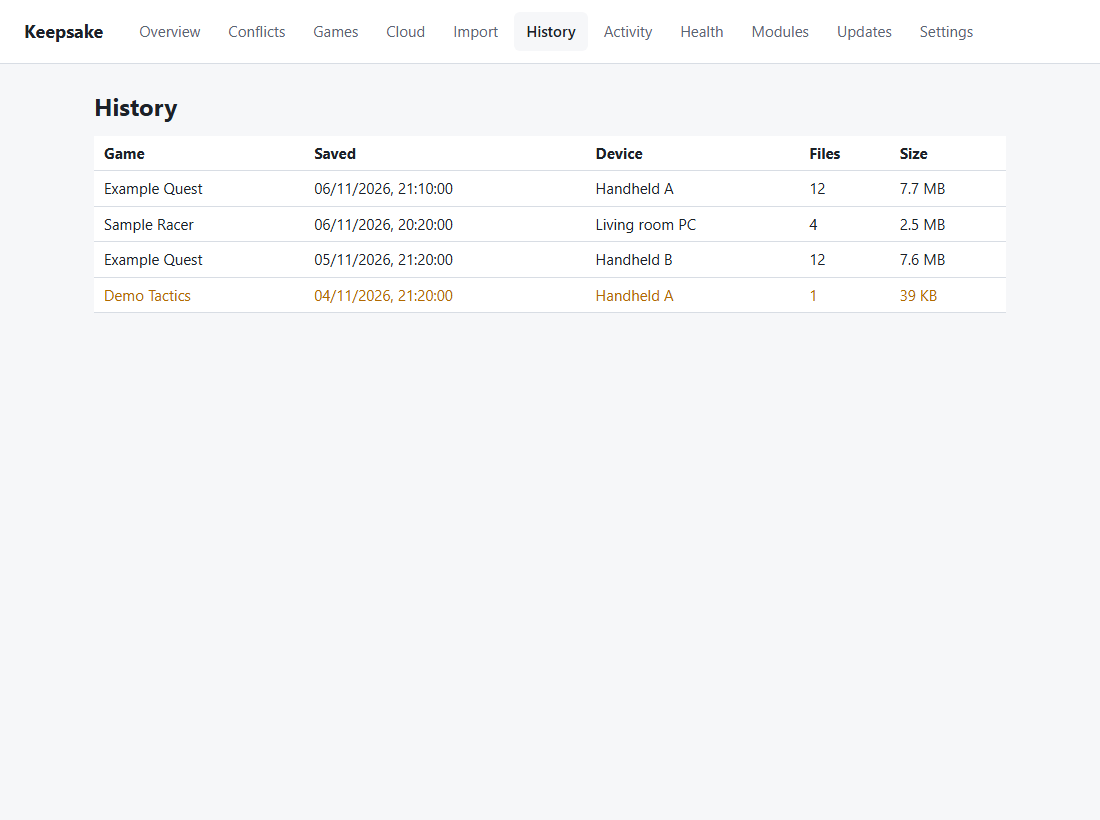 Keepsake Overview Conflicts Games Cloud Import History Activity Health Modules Updates Settings
History
Game Saved Device Files Size
Example Quest 06/11/2026, 21:10:00 Handheld A 12 7.7 MB
Sample Racer 06/11/2026, 20:20:00 Living room PC 4 2.5 MB
Example Quest 05/11/2026, 21:20:00 Handheld B 12 7.6 MB
Demo Tactics 04/11/2026, 21:20:00 Handheld A 1 39 KB